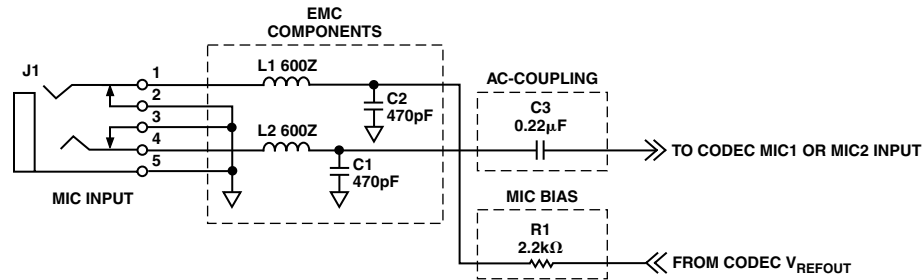 EMC
COMPONENTS
J1
1
L1 600Z
2
C2
470pF
3
L2 600Z
4
C1
470pF
5
MIC INPUT
AC-COUPLING
C3
0.22µF
TO CODEC MIC1 OR MIC2 INPUT
MIC BIAS
R1
2.2kΩ
FROM CODEC VREFOUT